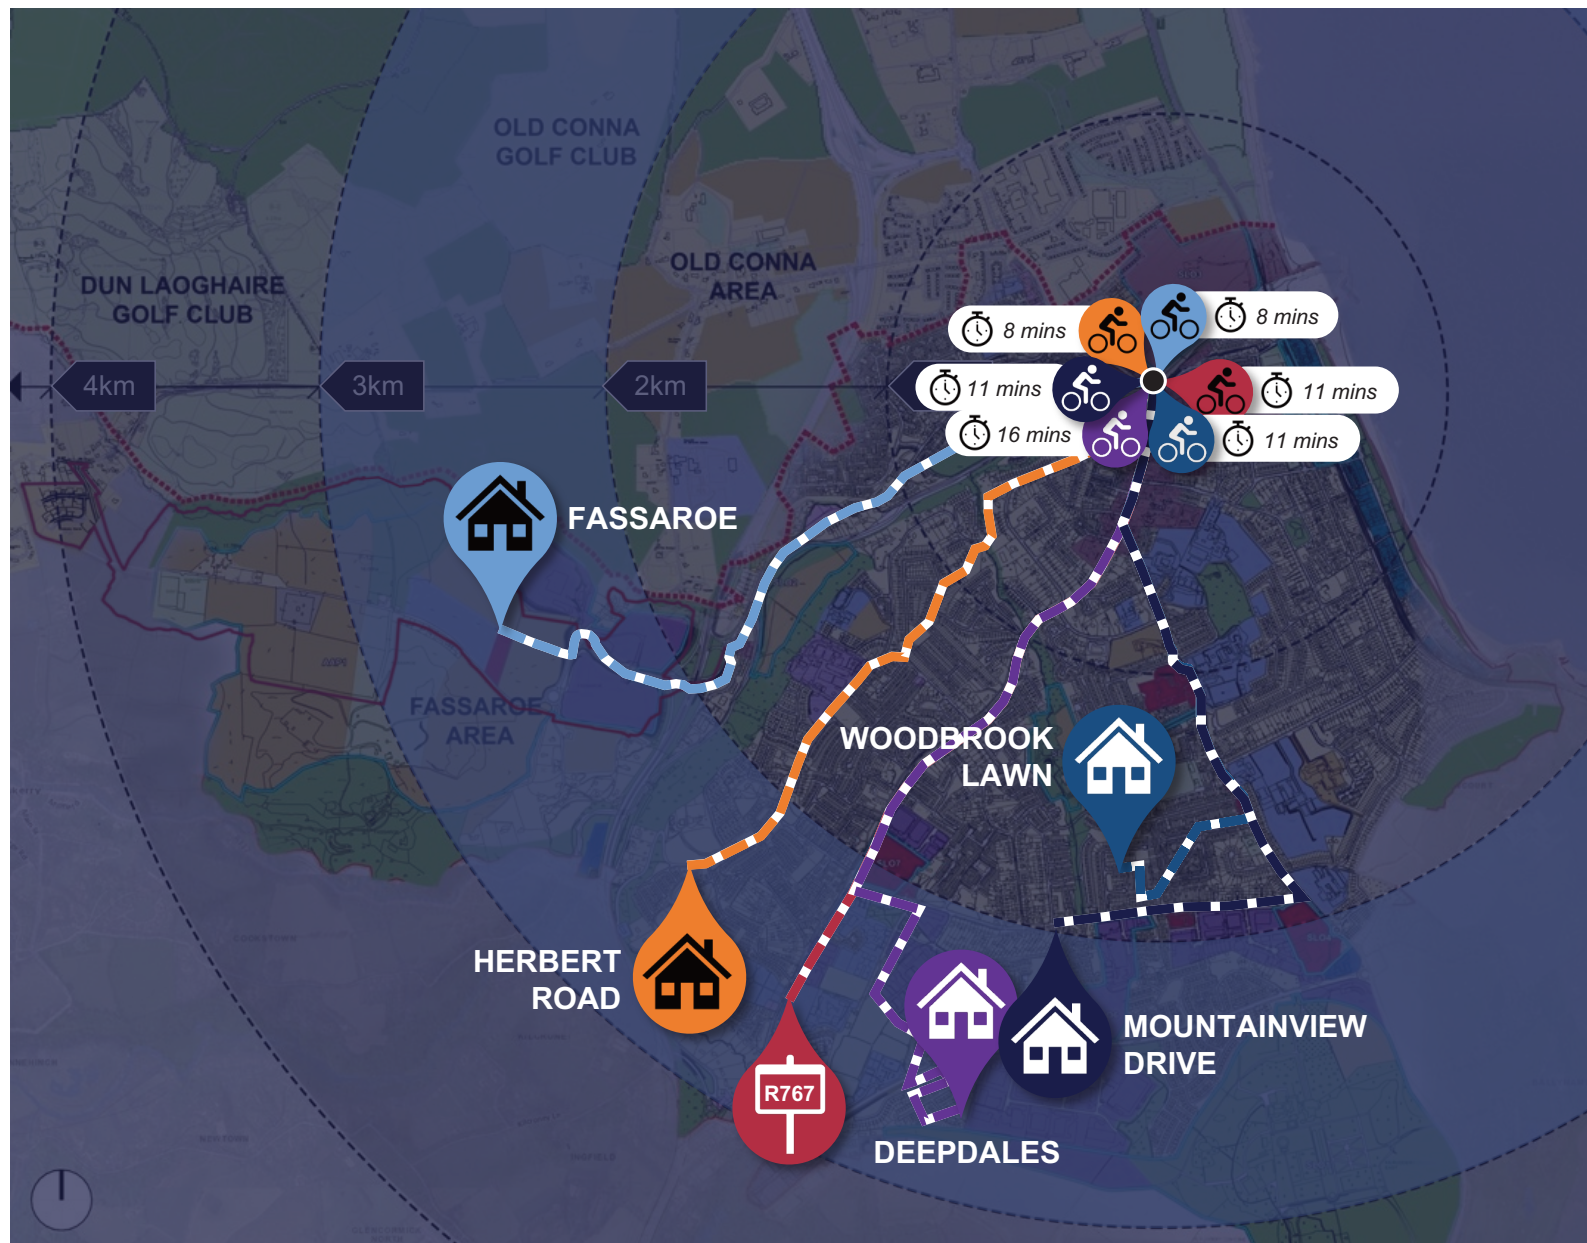 OLD CONNA
GOLF CLUB
OLD CONNA
AREA
DUN LAOGHAIRE
GOLF CLUB
8 mins
8 mins
4km
3km
2km
11 mins
11 mins
16 mins
11 mins
FASSAROE
FASSAROE
AREA
WOODBROOK
LAWN
HERBERT
ROAD
MOUNTAINVIEW
DRIVE
R767
DEEPDALES